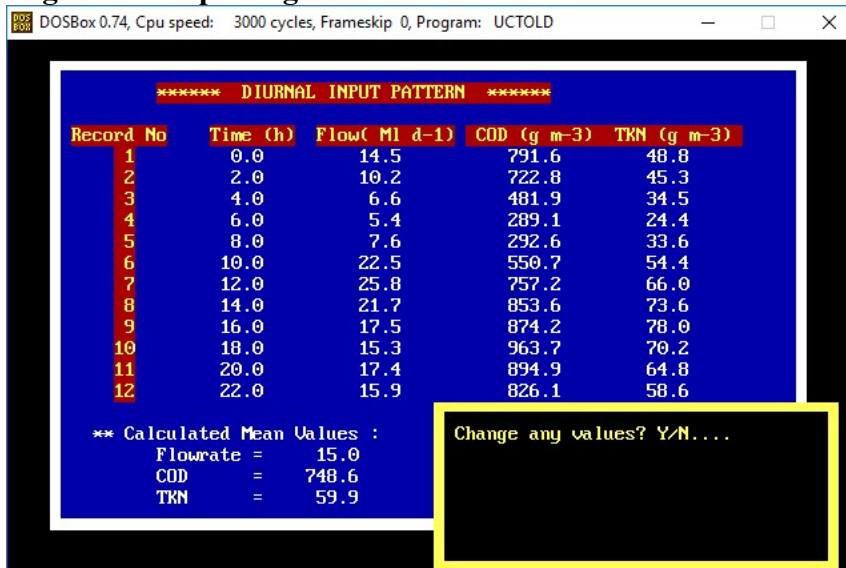 DOSBox 0.74, Cpu speed: 3000 cycles, Frameskip 0, Program: UCTOLD
****** DIURNAL INPUT PATTERN ******
Record No Time (h) Flow( Ml d-1) COD (g m-3) TKN (g m-3)
1 0.0 14.5 791.6 48.8
2 2.0 10.2 722.8 45.3
3 4.0 6.6 481.9 34.5
4 6.0 5.4 289.1 24.4
5 8.0 7.6 292.6 33.6
6 10.0 22.5 550.7 54.4
7 12.0 25.8 757.2 66.0
8 14.0 21.7 853.6 73.6
9 16.0 17.5 874.2 78.0
10 18.0 15.3 963.7 70.2
11 20.0 17.4 894.9 64.8
12 22.0 15.9 826.1 58.6
** Calculated Mean Values :
Flowrate = 15.0
COD = 748.6
TKN = 59.9
Change any values? Y/N....